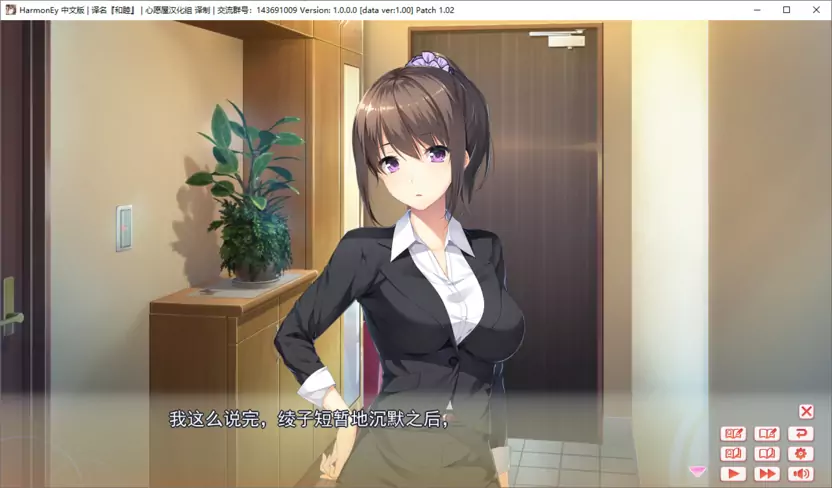 HarmonEy 中文版 | 译名『和睦』 | 心愿屋汉化组 译制 | 交流群号：143691009 Version: 1.0.0.0 [data ver:1.00] Patch 1.02
我这么说完，绫子短暂地沉默之后，